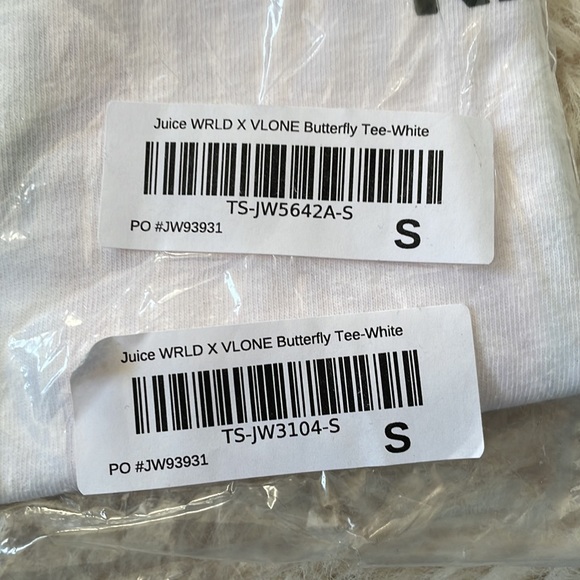 Juice WRLD X VLONE Butterfly Tee-White
TS-JW5642A-S
PO #JW93931
S
Juice WRLD X VLONE Butterfly Tee-White
TS-JW3104-S
PO #JW93931
S